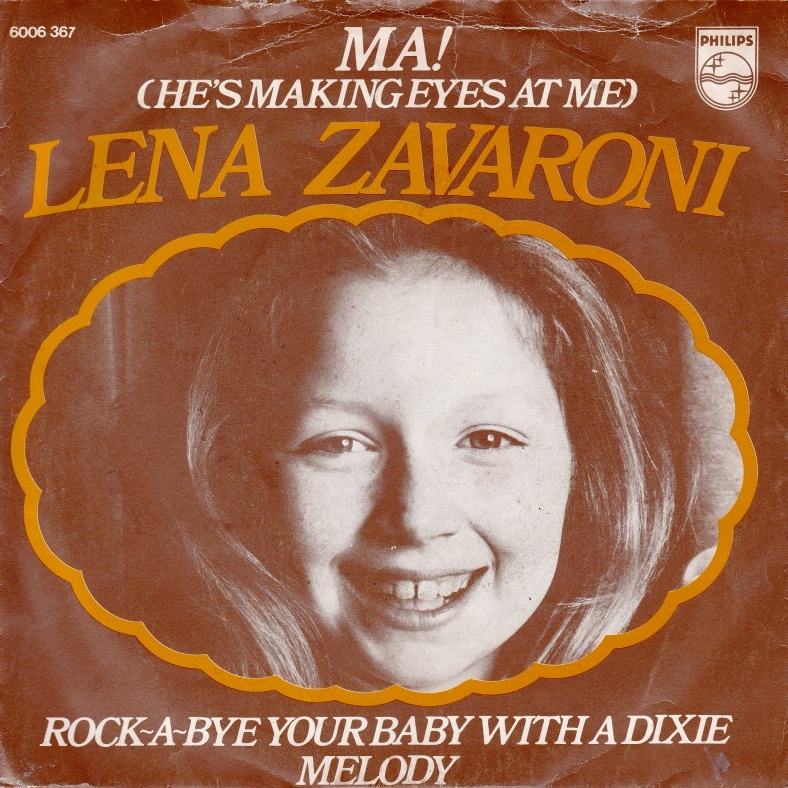 6006 367
PHILIPS
MA!
(HE'S MAKING EYES AT ME)
LENA ZAVARONI
ROCK~A~BYE YOUR BABY WITH A DIXIE
MELODY